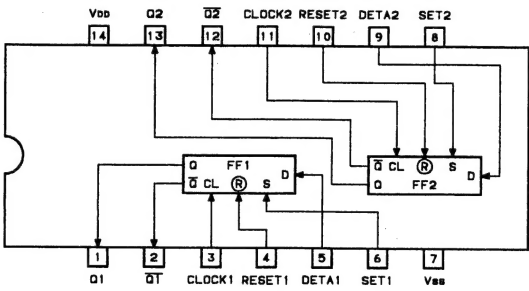 VDD Q2 Q2 CLOCK2 RESET2 DETA2 SET2
14 13 12 11 10 9 8
Q FF1
Q CL R S D
Q CL R S D
Q FF2
1 2 3 4 5 6 7
Q1 Q1 CLOCK1 RESET1 DETA1 SET1 VSS